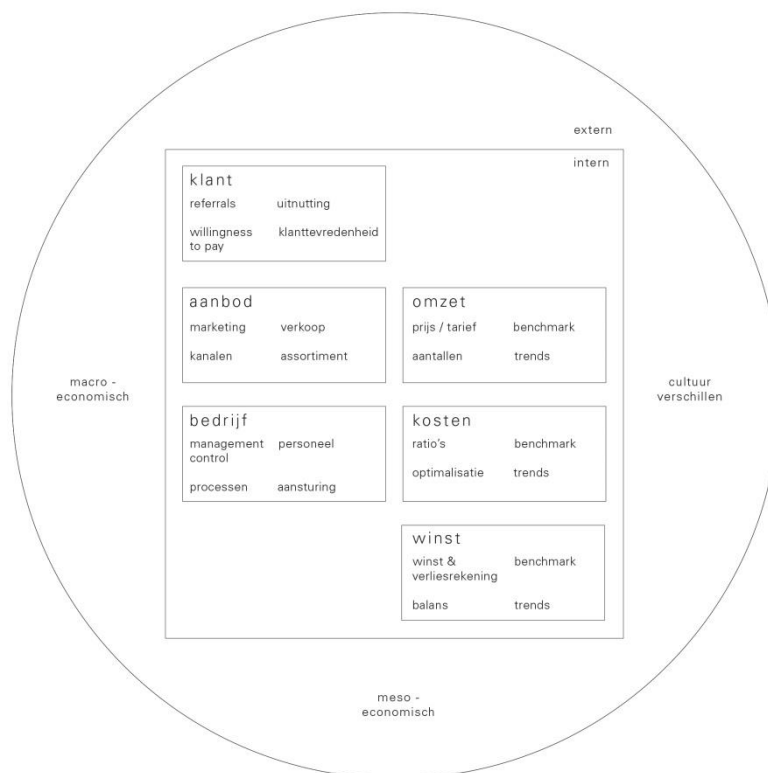 extern
intern
klant
referrals uitnutting
willingness
to pay klanttevredenheid
aanbod
marketing verkoop
kanalen assortiment
omzet
prijs / tarief benchmark
aantallen trends
macro -
economisch
cultuur
verschillen
bedrijf
management
control personeel
processen aansturing
kosten
ratio's benchmark
optimalisatie trends
winst
winst &
verliesrekening benchmark
balans trends
meso -
economisch